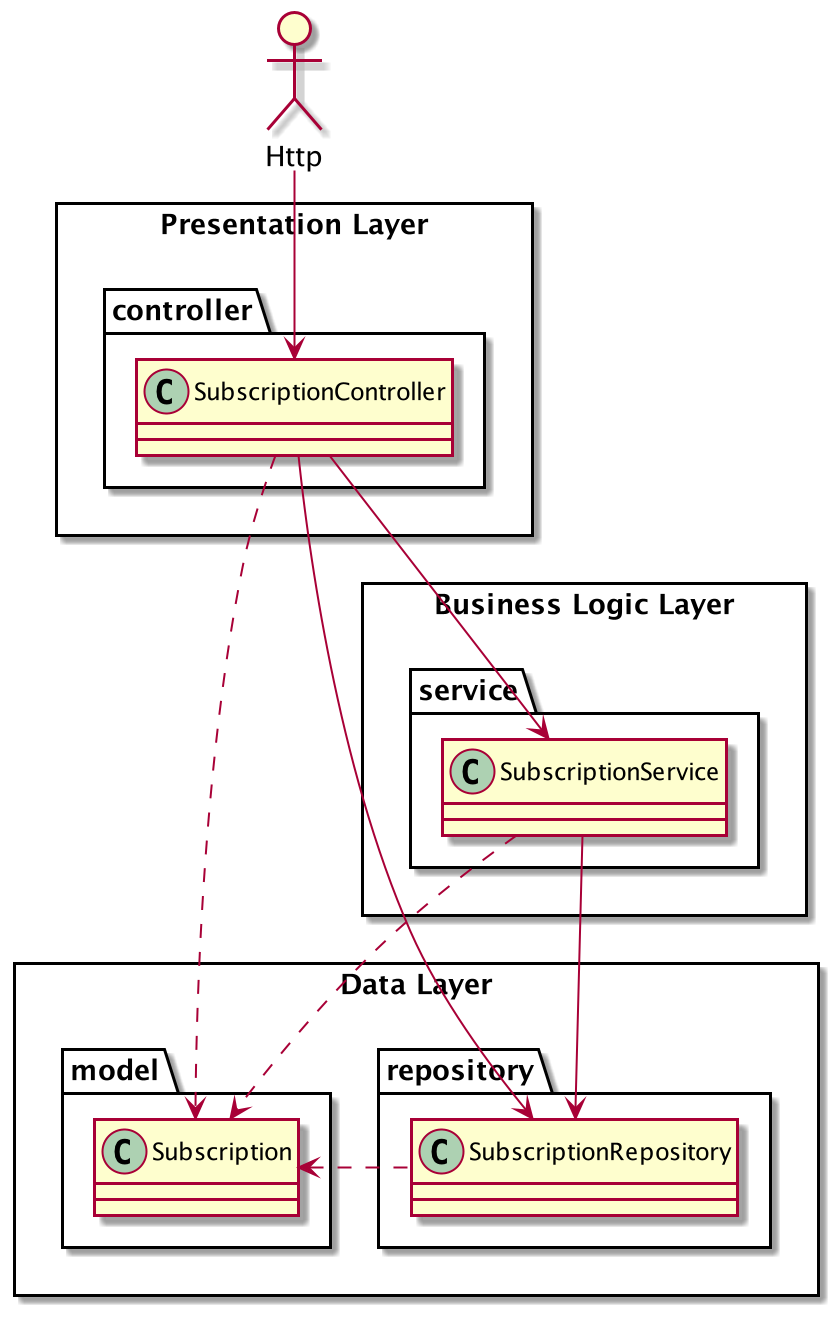 Http
Presentation Layer
controller
C SubscriptionController
Business Logic Layer
service
C SubscriptionService
Data Layer
model
repository
C Subscription
C SubscriptionRepository